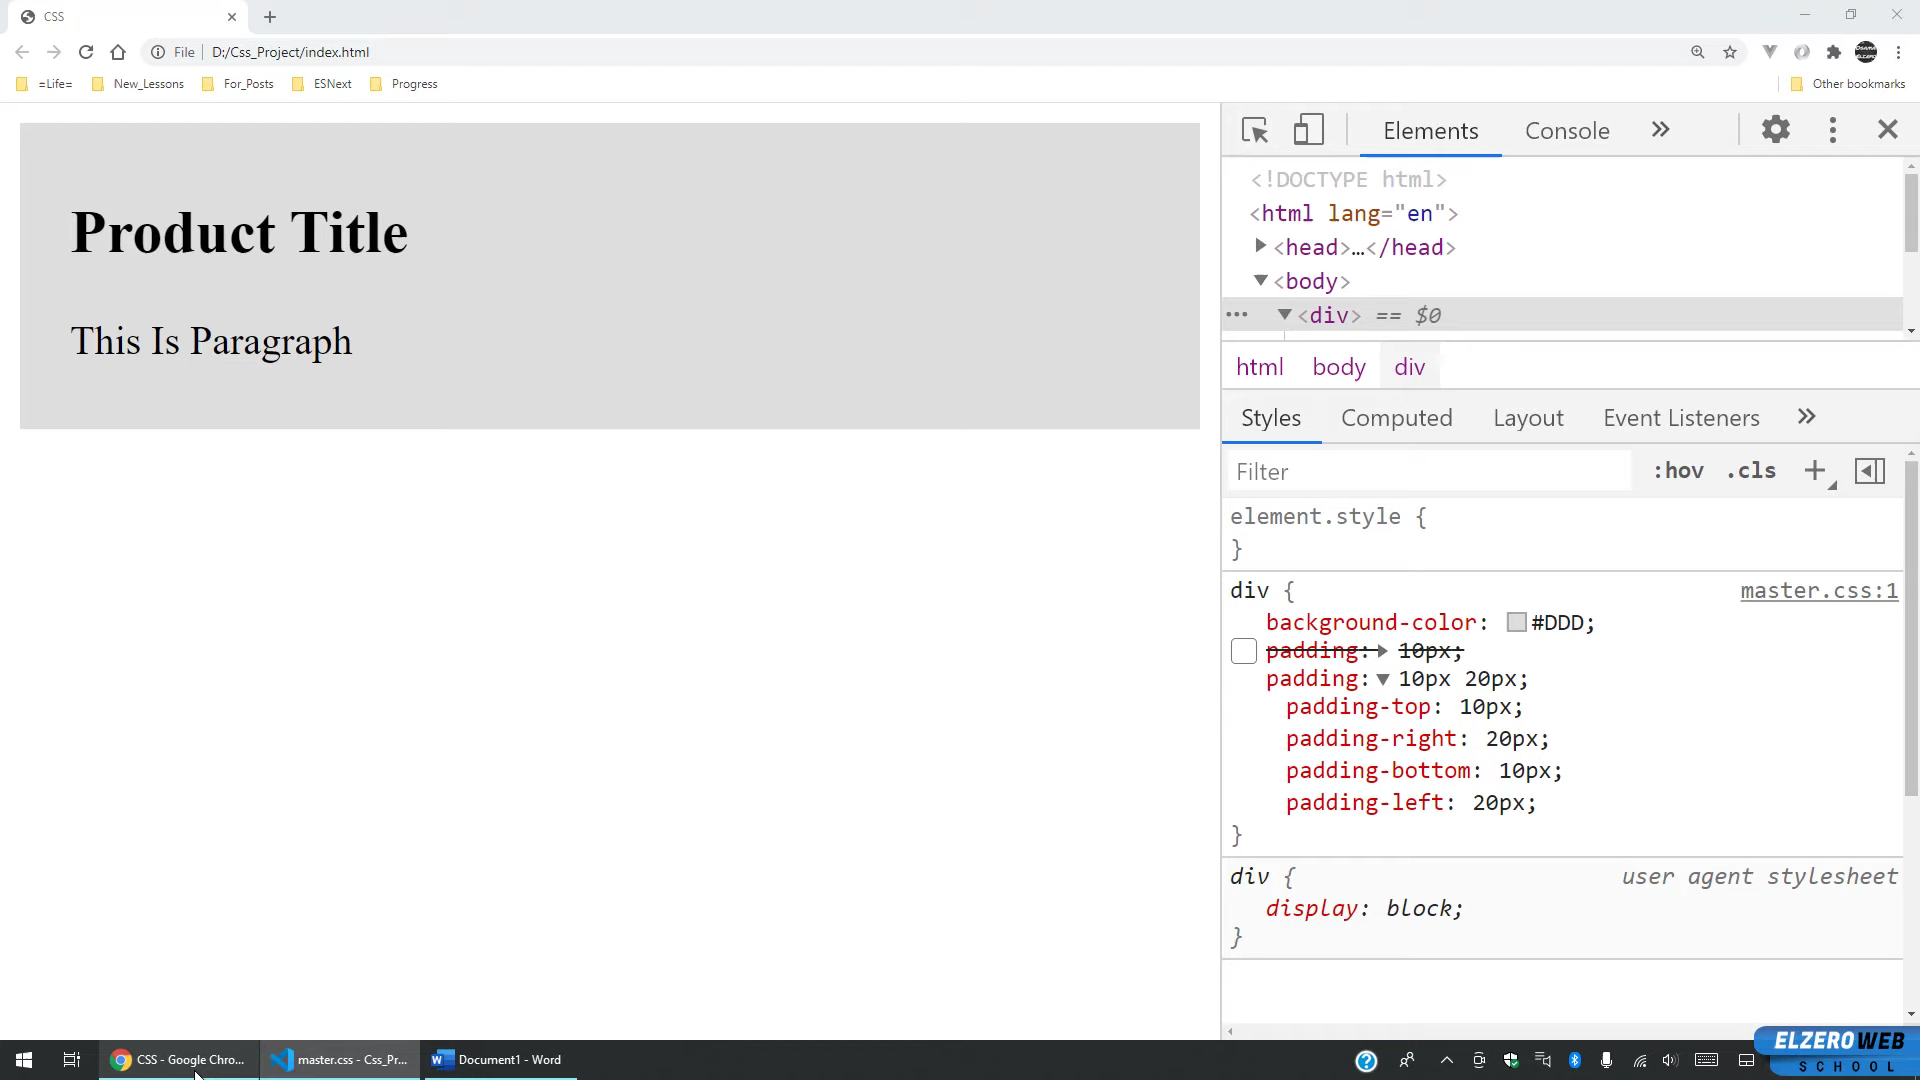 CSS
File
D:/Css_Project/index.html
=Life=
New_Lessons
For_Posts
ESNext
Progress
Other bookmarks
Product Title
This Is Paragraph
Elements
Console
<!DOCTYPE html>
<html lang="en">
<head>…</head>
<body>
<div> == $0
html
body
div
Styles
Computed
Layout
Event Listeners
Filter
:hov
.cls
element.style {
}
div {
master.css:1
background-color: #DDD;
padding: 10px;
padding: 10px 20px;
padding-top: 10px;
padding-right: 20px;
padding-bottom: 10px;
padding-left: 20px;
}
div {
user agent stylesheet
display: block;
}
CSS - Google Chro...
master.css - Css_Pr...
Document1 - Word
ELZEROWEB
SCHOOL